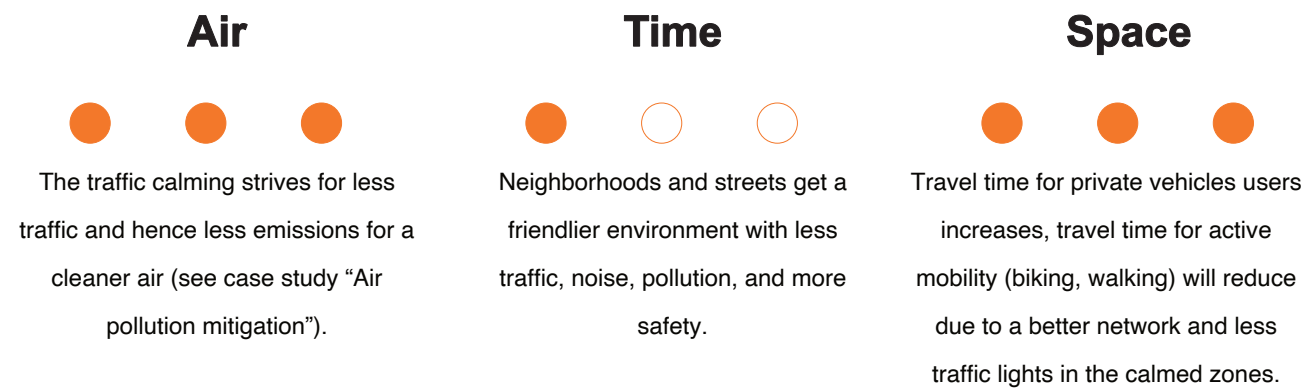 Air
The traffic calming strives for less
traffic and hence less emissions for a
cleaner air (see case study “Air
pollution mitigation”).
Time
Neighborhoods and streets get a
friendlier environment with less
traffic, noise, pollution, and more
safety.
Space
Travel time for private vehicles users
increases, travel time for active
mobility (biking, walking) will reduce
due to a better network and less
traffic lights in the calmed zones.